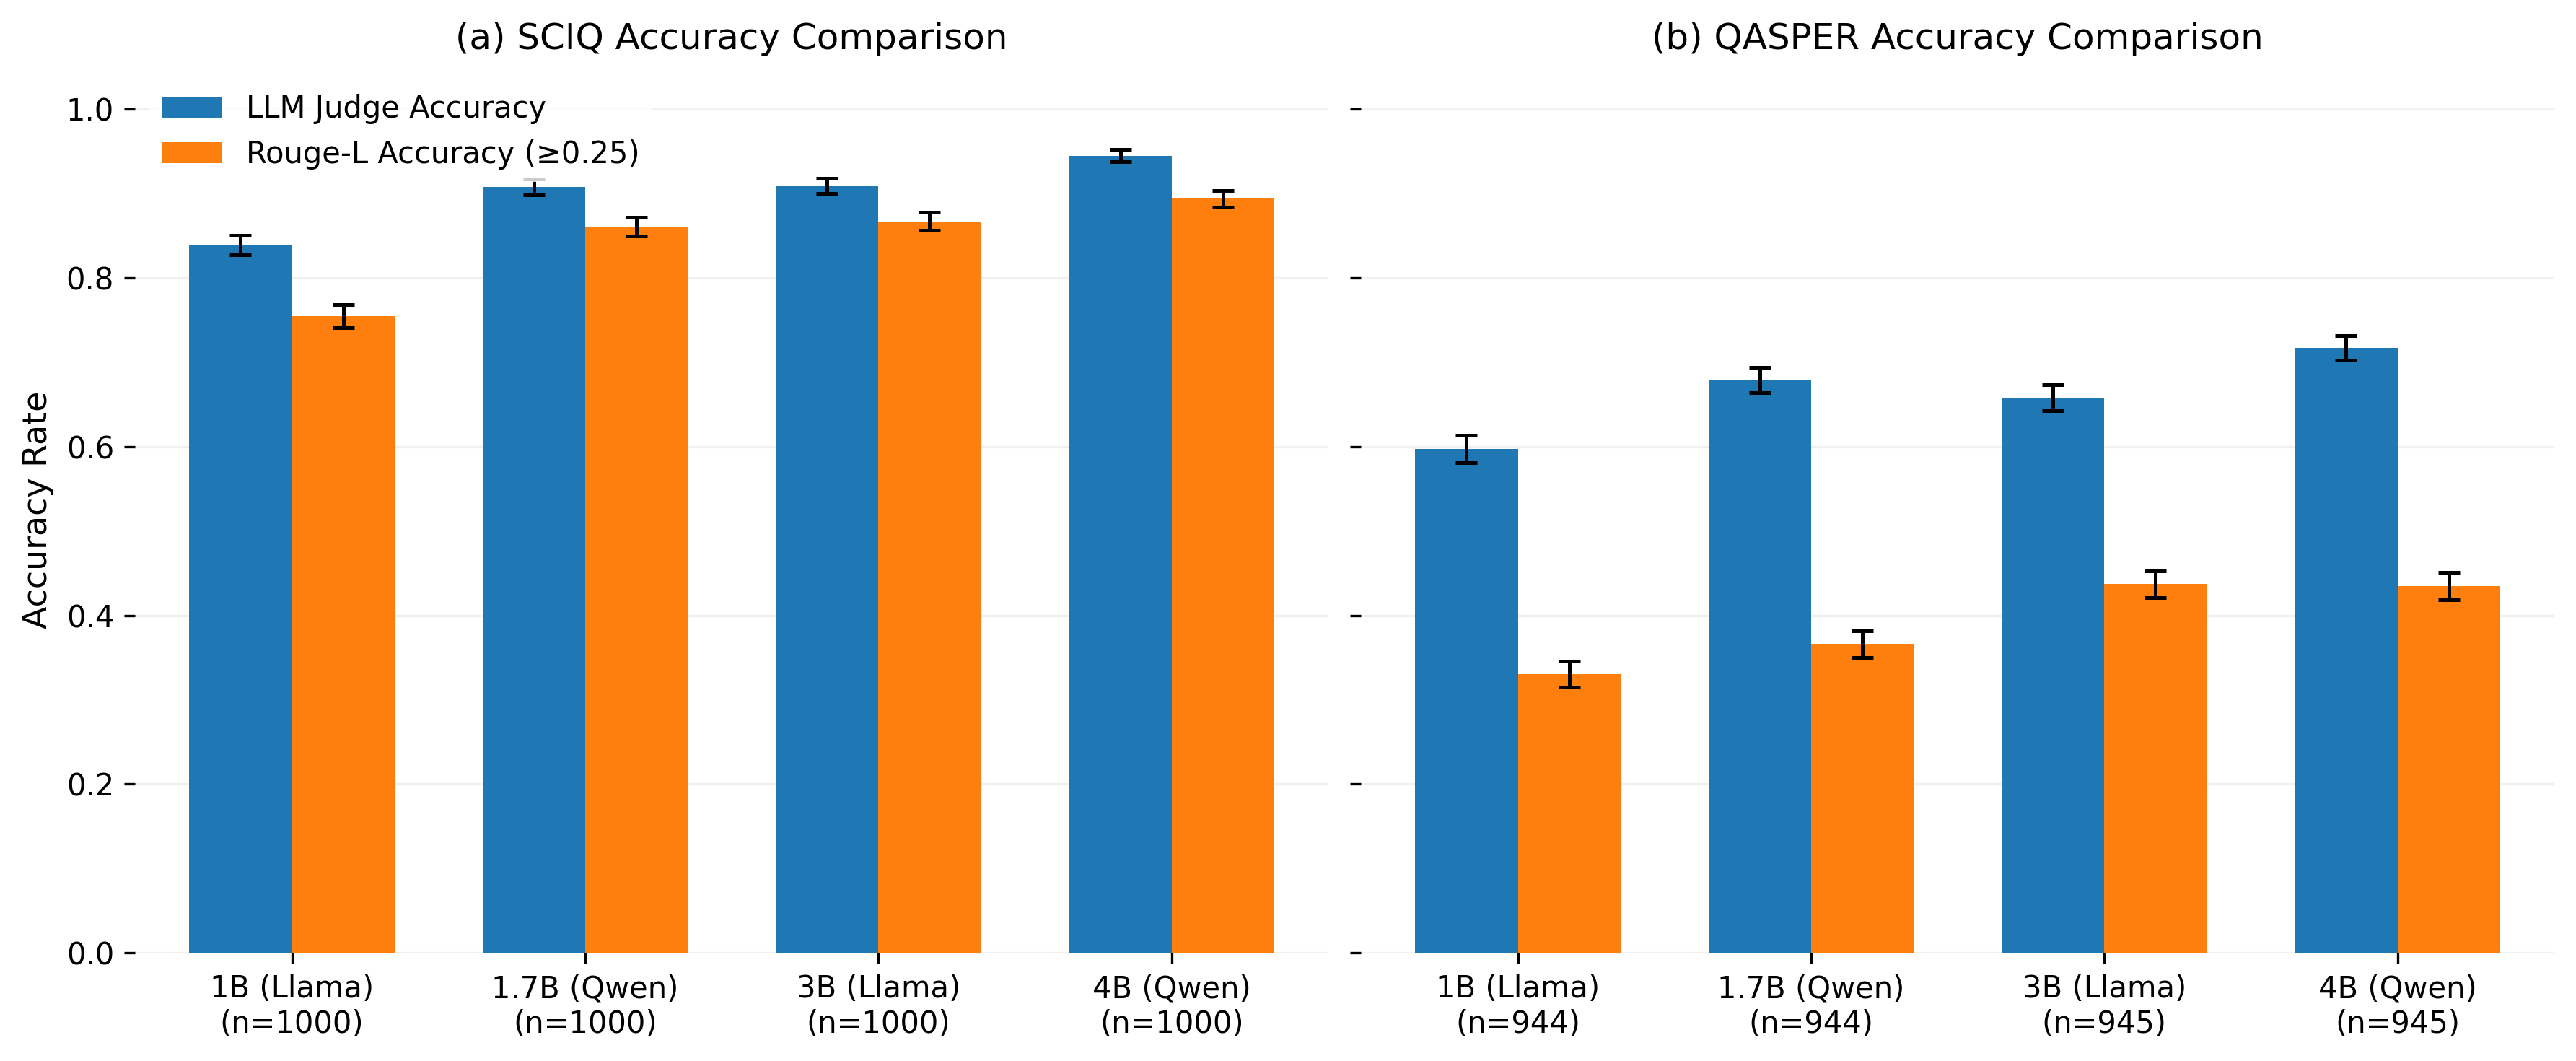 (a) SCIQ Accuracy Comparison
LLM Judge Accuracy
Rouge-L Accuracy (≥0.25)
Accuracy Rate
1.0
0.8
0.6
0.4
0.2
0.0
1B (Llama)
(n=1000)
1.7B (Qwen)
(n=1000)
3B (Llama)
(n=1000)
4B (Qwen)
(n=1000)
(b) QASPER Accuracy Comparison
1B (Llama)
(n=944)
1.7B (Qwen)
(n=944)
3B (Llama)
(n=945)
4B (Qwen)
(n=945)